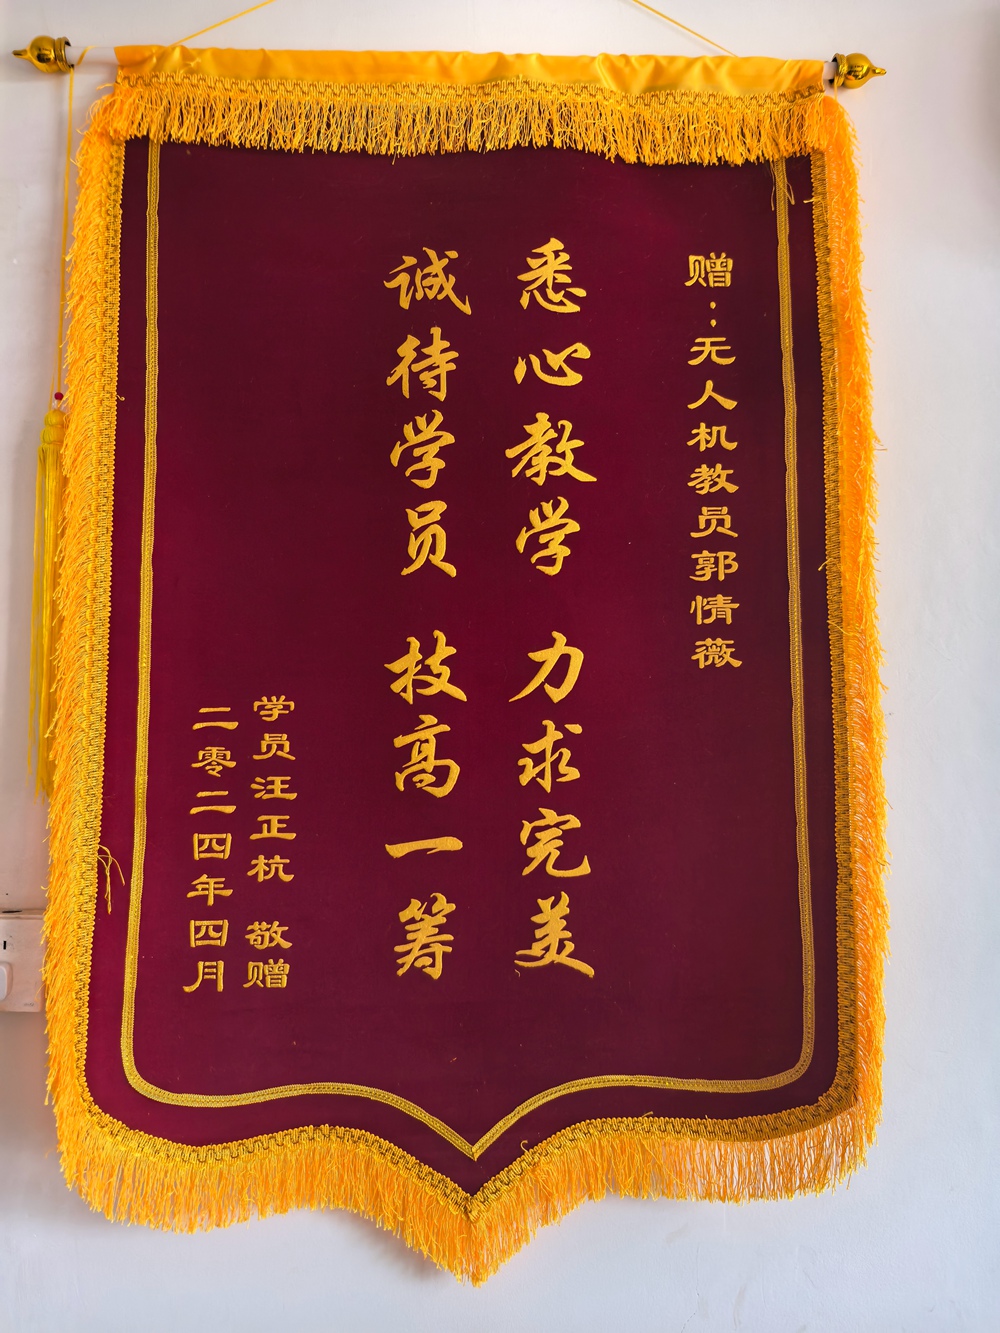 赠：无人机教员郭情薇
悉心教学 力求完美
诚待学员 技高一筹
学员汪正杭 敬赠
二零二四年四月